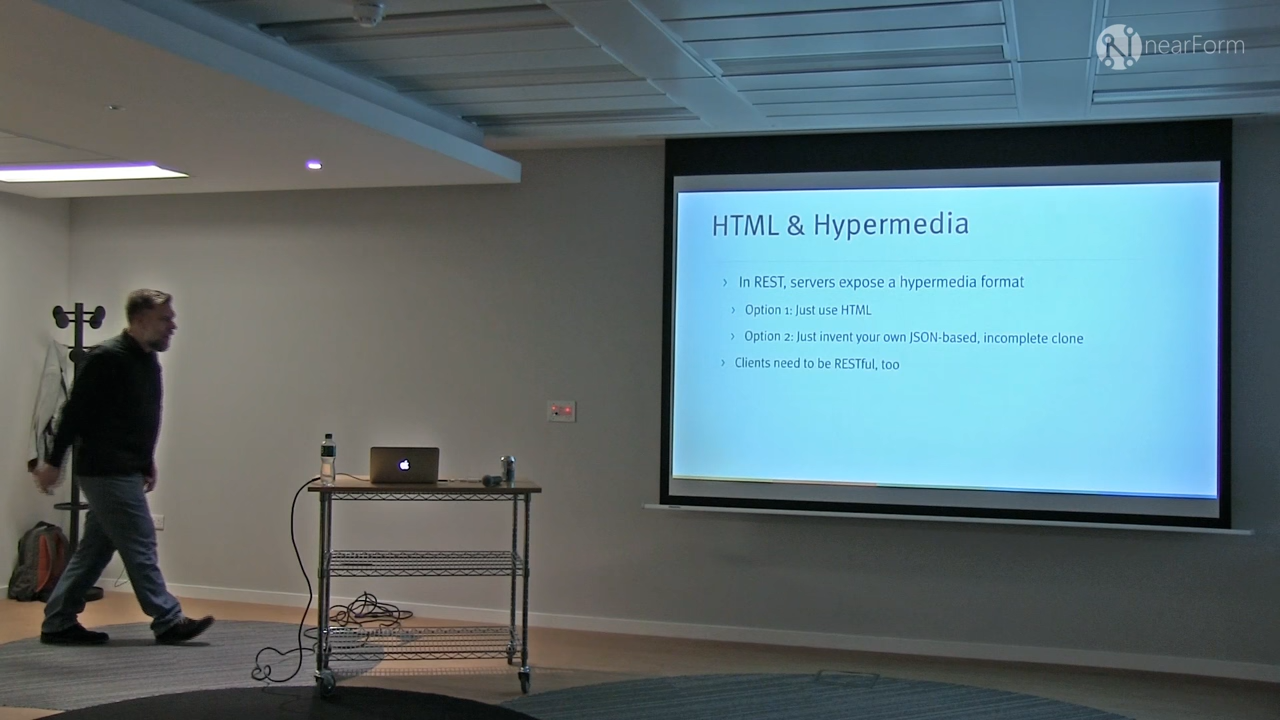 nearForm
HTML & Hypermedia
› In REST, servers expose a hypermedia format
› Option 1: Just use HTML
› Option 2: Just invent your own JSON-based, incomplete clone
› Clients need to be RESTful, too